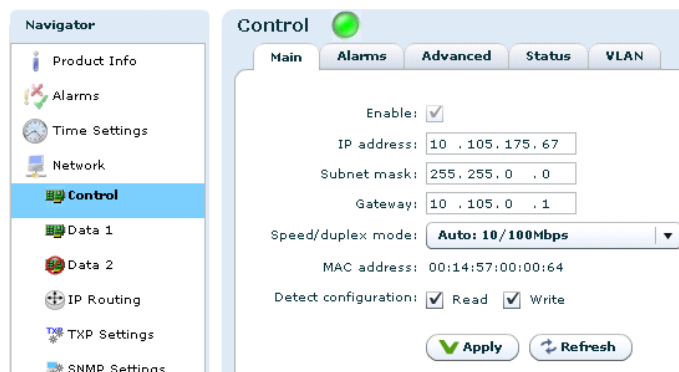 Navigator
Product Info
Alarms
Time Settings
Network
Control
Data 1
Data 2
IP Routing
TXP TXP Settings
SNMP Settings
Control
Main Alarms Advanced Status VLAN
Enable:
IP address: 10 . 105. 175. 67
Subnet mask: 255. 255. 0 . 0
Gateway: 10 . 105. 0 . 1
Speed/duplex mode: Auto: 10/100Mbps
MAC address: 00:14:57:00:00:64
Detect configuration: Read Write
Apply Refresh